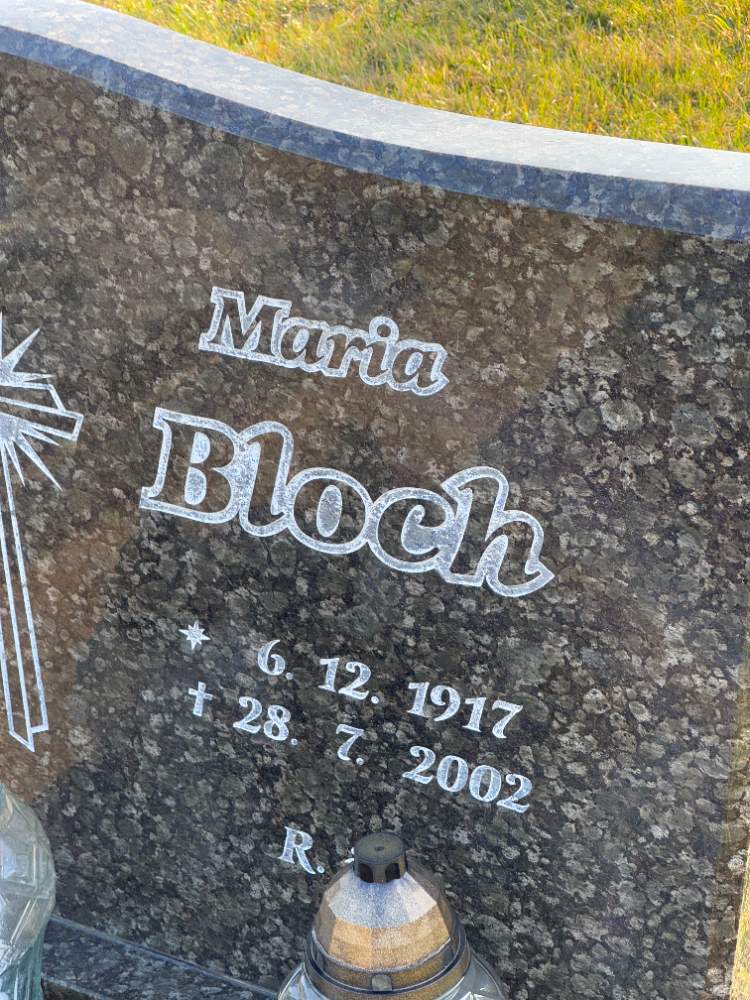 Maria
Bloch
* 6. 12. 1917
† 28. 7. 2002
R.